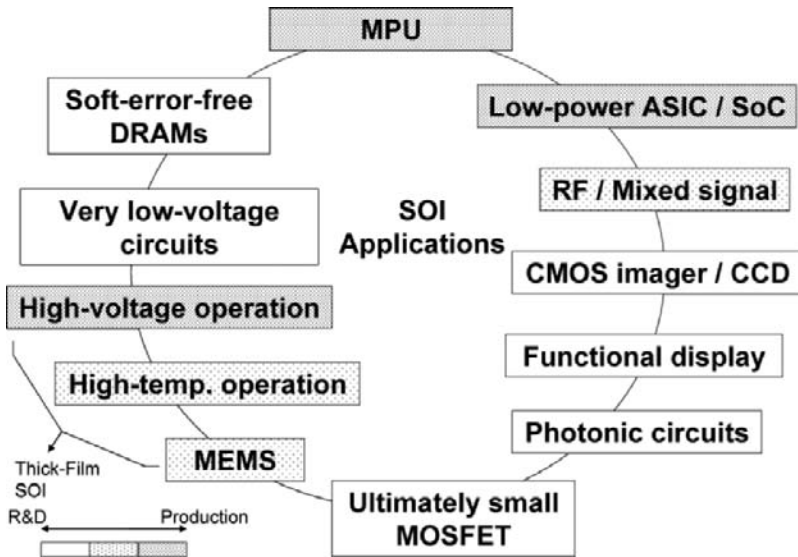 MPU
Soft-error-free
DRAMs
Low-power ASIC / SoC
RF / Mixed signal
Very low-voltage
circuits
SOI
Applications
CMOS imager / CCD
High-voltage operation
Functional display
High-temp. operation
Photonic circuits
MEMS
Thick-Film
SOI
Ultimately small
MOSFET
R&D
Production